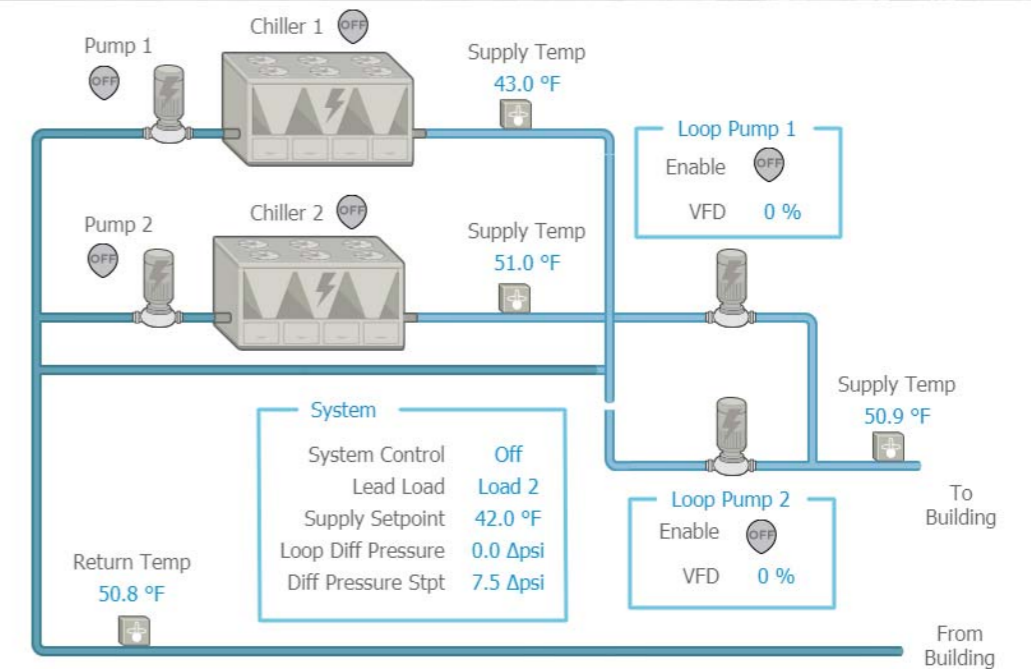 Chiller 1 OFF
Pump 1
OFF
Supply Temp
43.0 °F
Loop Pump 1
Enable OFF
VFD 0 %
Chiller 2 OFF
Pump 2
OFF
Supply Temp
51.0 °F
Supply Temp
50.9 °F
System
System Control Off
Lead Load Load 2
Supply Setpoint 42.0 °F
Loop Diff Pressure 0.0 Δpsi
Diff Pressure Stpt 7.5 Δpsi
Loop Pump 2
Enable OFF
VFD 0 %
To
Building
Return Temp
50.8 °F
From
Building